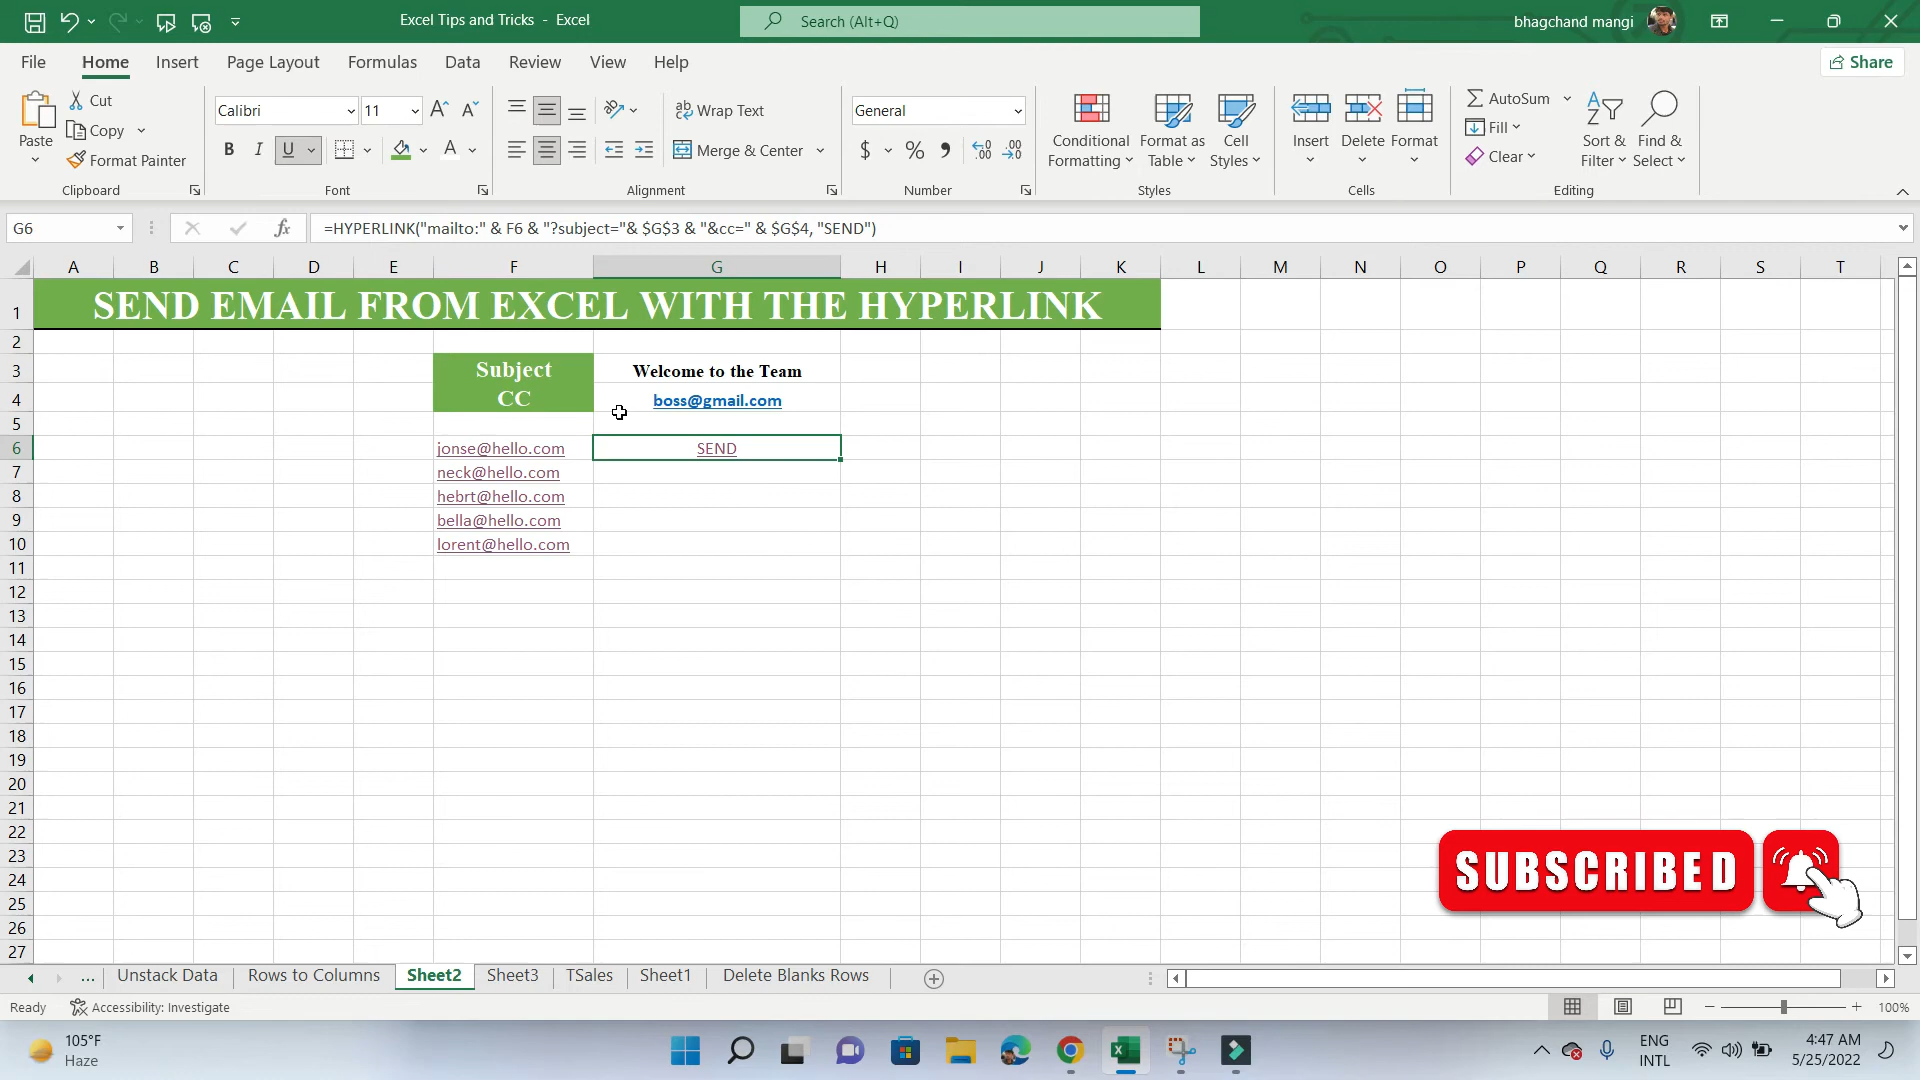 Excel Tips and Tricks - Excel
Search (Alt+Q)
bhagchand mangi
File Home Insert Page Layout Formulas Data Review View Help
Share
Paste
Cut
Copy
Format Painter
Clipboard
Calibri 11
B I U
Font
Wrap Text
Merge & Center
Alignment
General
$ % ,
Number
Conditional Formatting
Format as Table
Cell Styles
Styles
Insert Delete Format
Cells
AutoSum
Fill
Clear
Sort & Filter
Find & Select
Editing
G6
fx
=HYPERLINK("mailto:" & F6 & "?subject="& $G$3 & "&cc=" & $G$4, "SEND")
A B C D E F G H I J K L M N O P Q R S T
1 SEND EMAIL FROM EXCEL WITH THE HYPERLINK
2
3 Subject Welcome to the Team
4 CC boss@gmail.com
5
6 jonse@hello.com SEND
7 neck@hello.com
8 hebrt@hello.com
9 bella@hello.com
10 lorent@hello.com
11
12
13
14
15
16
17
18
19
20
21
22
23
24
25
26
27
SUBSCRIBED
... Unstack Data Rows to Columns Sheet2 Sheet3 TSales Sheet1 Delete Blanks Rows
Ready Accessibility: Investigate
100%
105°F
Haze
ENG
INTL
4:47 AM
5/25/2022